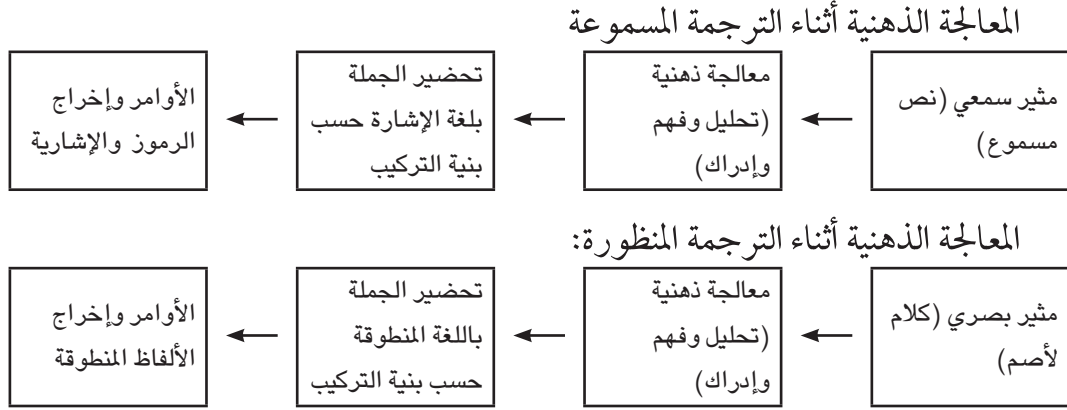 المعالجة الذهنية أثناء الترجمة المسموعة
مثير سمعي (نص
مسموع)
معالجة ذهنية
(تحليل وفهم
وإدراك)
تحضير الجملة
بلغة الإشارة حسب
بنية التركيب
الأوامر وإخراج
الرموز والإشارية
المعالجة الذهنية أثناء الترجمة المنظورة:
مثير بصري (كلام
لأصم)
معالجة ذهنية
(تحليل وفهم
وإدراك)
تحضير الجملة
باللغة المنطوقة
حسب بنية التركيب
الأوامر وإخراج
الألفاظ المنطوقة